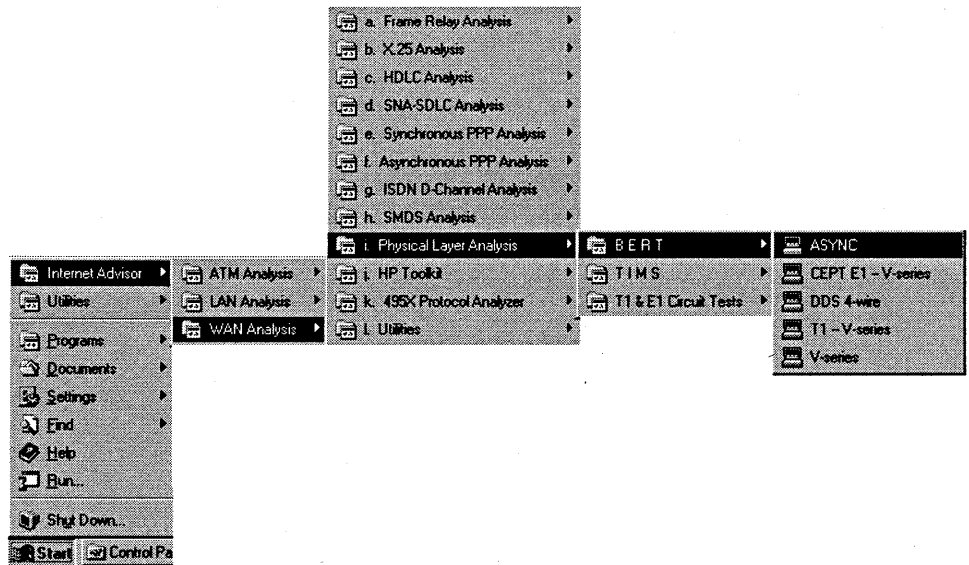 Internet Advisor
Utilities
Programs
Documents
Settings
Find
Help
Run...
Shut Down...
Start
Control Pa
ATM Analysis
LAN Analysis
WAN Analysis
a. Frame Relay Analysis
b. X.25 Analysis
c. HDLC Analysis
d. SNA-SDLC Analysis
e. Synchronous PPP Analysis
f. Asynchronous PPP Analysis
g. ISDN D-Channel Analysis
h. SMDS Analysis
i. Physical Layer Analysis
j. HP Toolkit
k. 495X Protocol Analyzer
l. Utilities
B E R T
T I M S
T1 & E1 Circuit Tests
ASYNC
CEPT E1 – V-series
DDS 4-wire
T1 – V-series
V-series